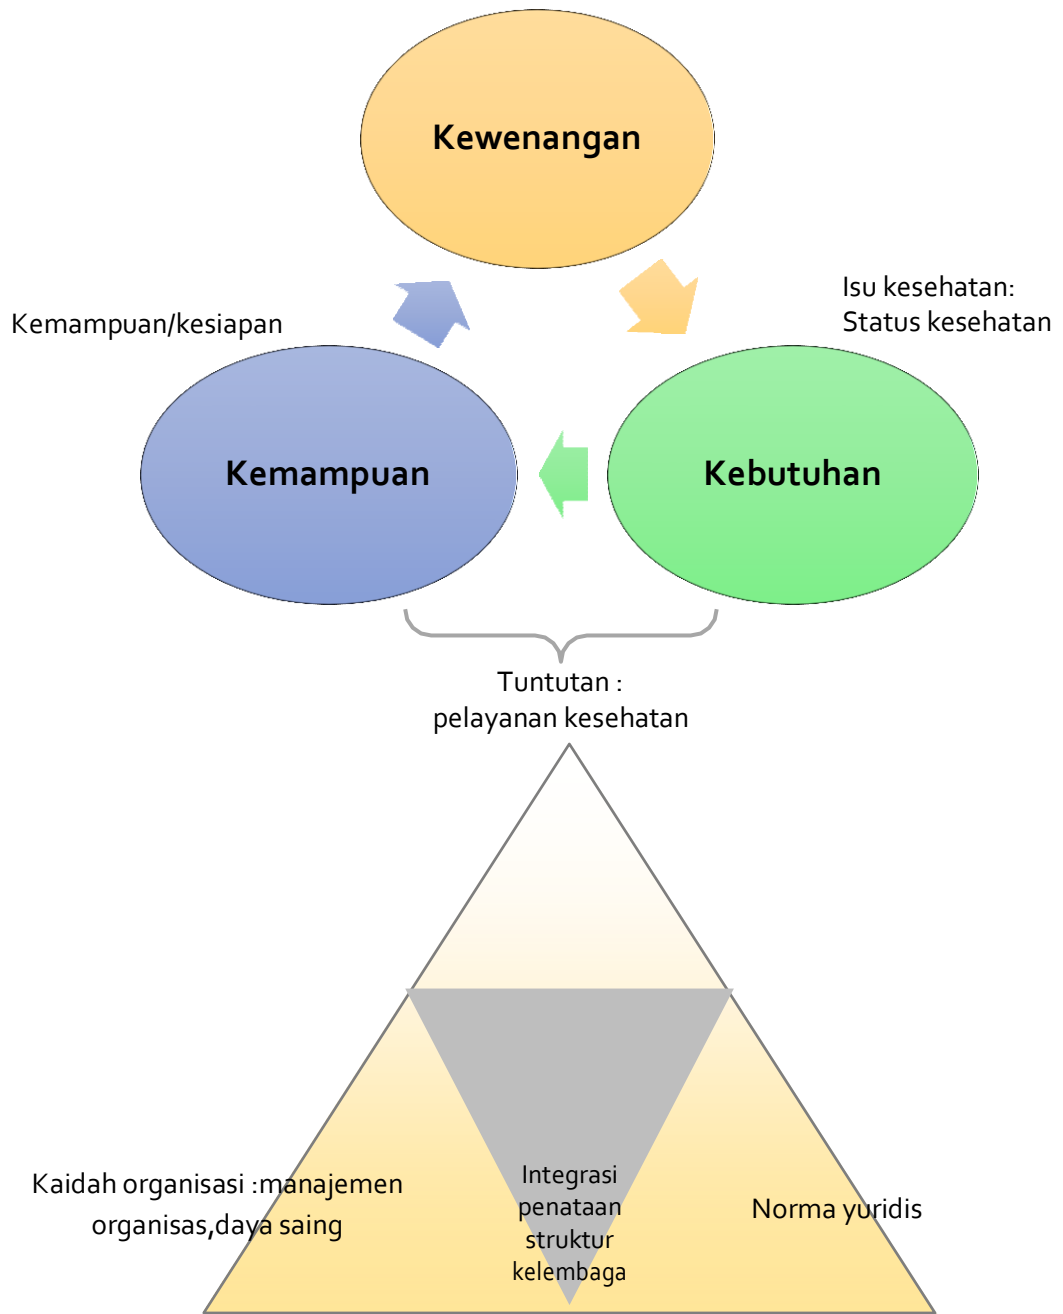 Kewenangan
Isu kesehatan:
Status kesehatan
Kemampuan/kesiapan
Kemampuan
Kebutuhan
Tuntutan :
pelayanan kesehatan
Kaidah organisasi :manajemen
organisas,daya saing
Integrasi
penataan
struktur
kelembaga
Norma yuridis